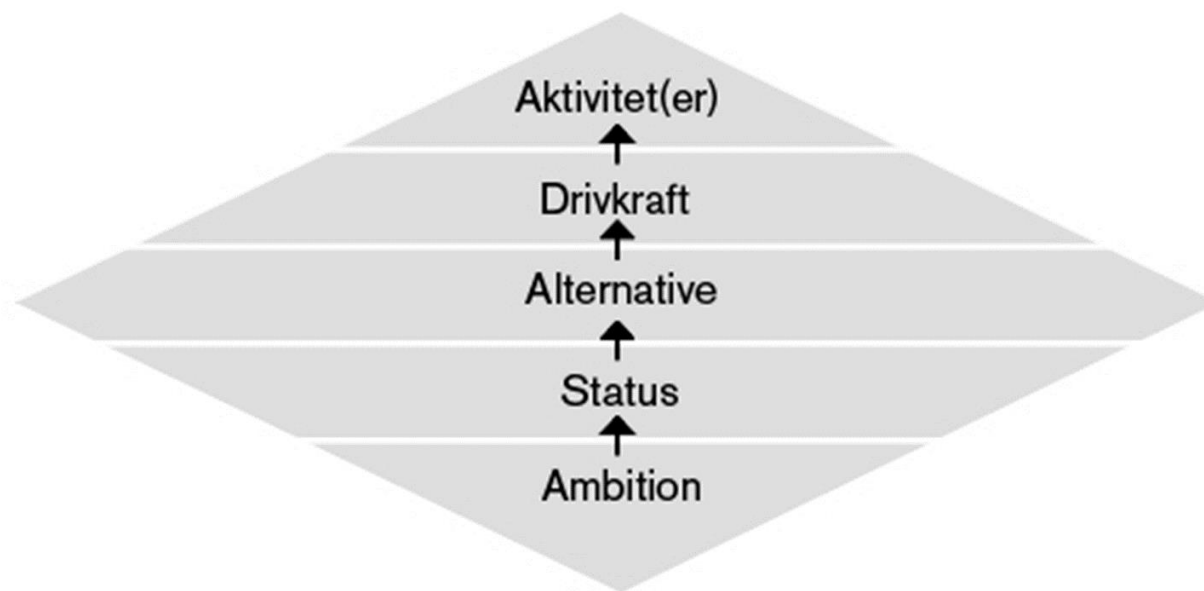 Aktivitet(er)
Drivkraft
Alternative
Status
Ambition